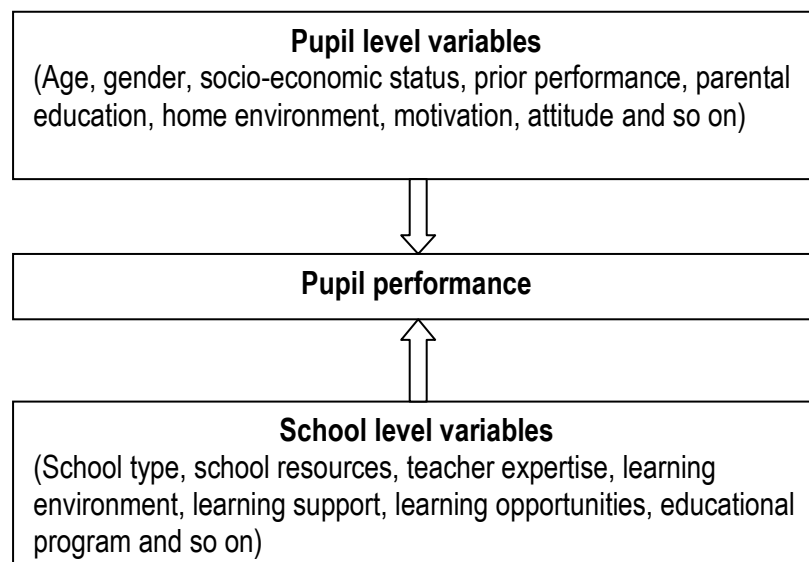 Pupil level variables
(Age, gender, socio-economic status, prior performance, parental
education, home environment, motivation, attitude and so on)
Pupil performance
School level variables
(School type, school resources, teacher expertise, learning
environment, learning support, learning opportunities, educational
program and so on)